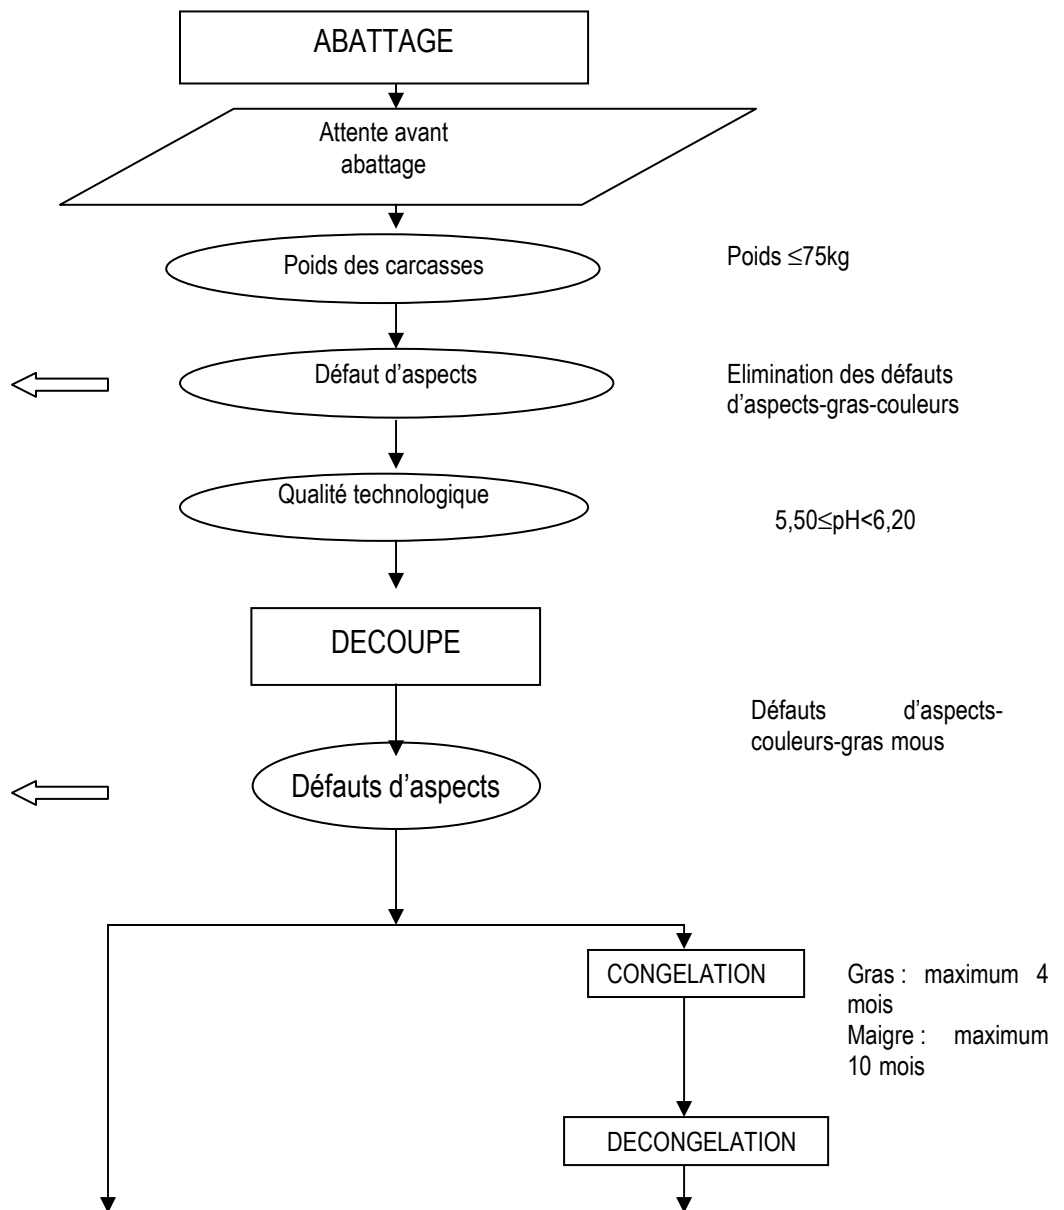 ABATTAGE
Attente avant
abattage
Poids des carcasses
Poids ≤75kg
Défaut d'aspects
Elimination des défauts
d'aspects-gras-couleurs
Qualité technologique
5,50≤pH<6,20
DECOUPE
Défauts d'aspects-
couleurs-gras mous
Défauts d'aspects
CONGELATION
Gras : maximum 4
mois
Maigre : maximum
10 mois
DECONGELATION